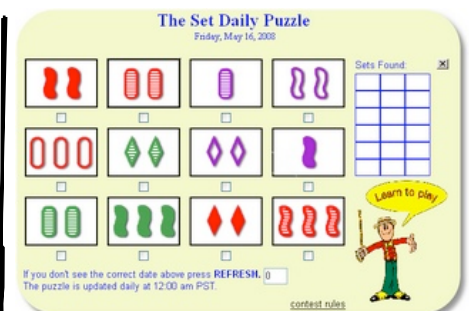 The Set Daily Puzzle
Friday, May 16, 2008
Sets Found:
X
Learn to play
If you don't see the correct date above press REFRESH. 0
The puzzle is updated daily at 12:00 am PST.
contest rules